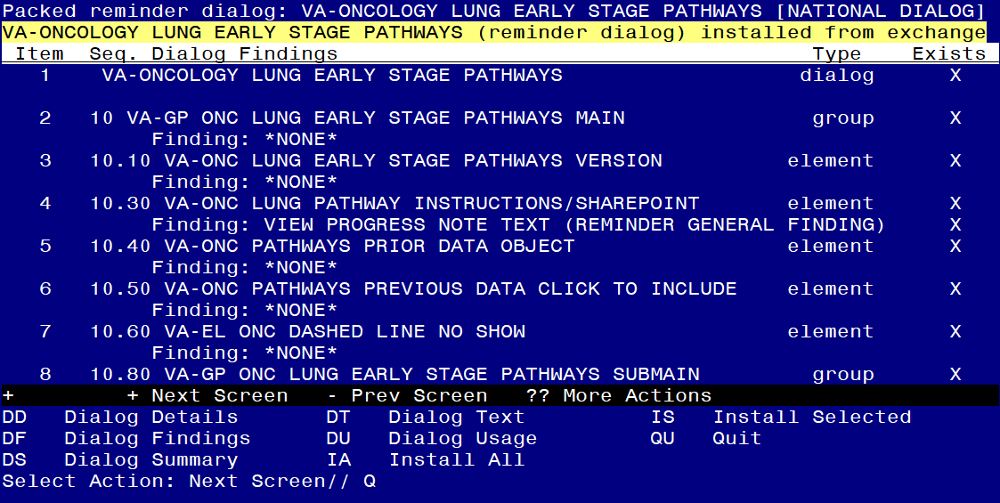 Packed reminder dialog: VA-ONCOLOGY LUNG EARLY STAGE PATHWAYS [NATIONAL DIALOG]
VA-ONCOLOGY LUNG EARLY STAGE PATHWAYS (reminder dialog) installed from exchange
Item Seq. Dialog Findings Type Exists
1 VA-ONCOLOGY LUNG EARLY STAGE PATHWAYS dialog X
2 10 VA-GP ONC LUNG EARLY STAGE PATHWAYS MAIN group X
Finding: *NONE*
3 10.10 VA-ONC LUNG EARLY STAGE PATHWAYS VERSION element X
Finding: *NONE*
4 10.30 VA-ONC LUNG PATHWAY INSTRUCTIONS/SHAREPOINT element X
Finding: VIEW PROGRESS NOTE TEXT (REMINDER GENERAL FINDING) X
5 10.40 VA-ONC PATHWAYS PRIOR DATA OBJECT element X
Finding: *NONE*
6 10.50 VA-ONC PATHWAYS PREVIOUS DATA CLICK TO INCLUDE element X
Finding: *NONE*
7 10.60 VA-EL ONC DASHED LINE NO SHOW element X
Finding: *NONE*
8 10.80 VA-GP ONC LUNG EARLY STAGE PATHWAYS SUBMAIN group X
+ + Next Screen - Prev Screen ?? More Actions
DD Dialog Details DT Dialog Text IS Install Selected
DF Dialog Findings DU Dialog Usage QU Quit
DS Dialog Summary IA Install All
Select Action: Next Screen// Q